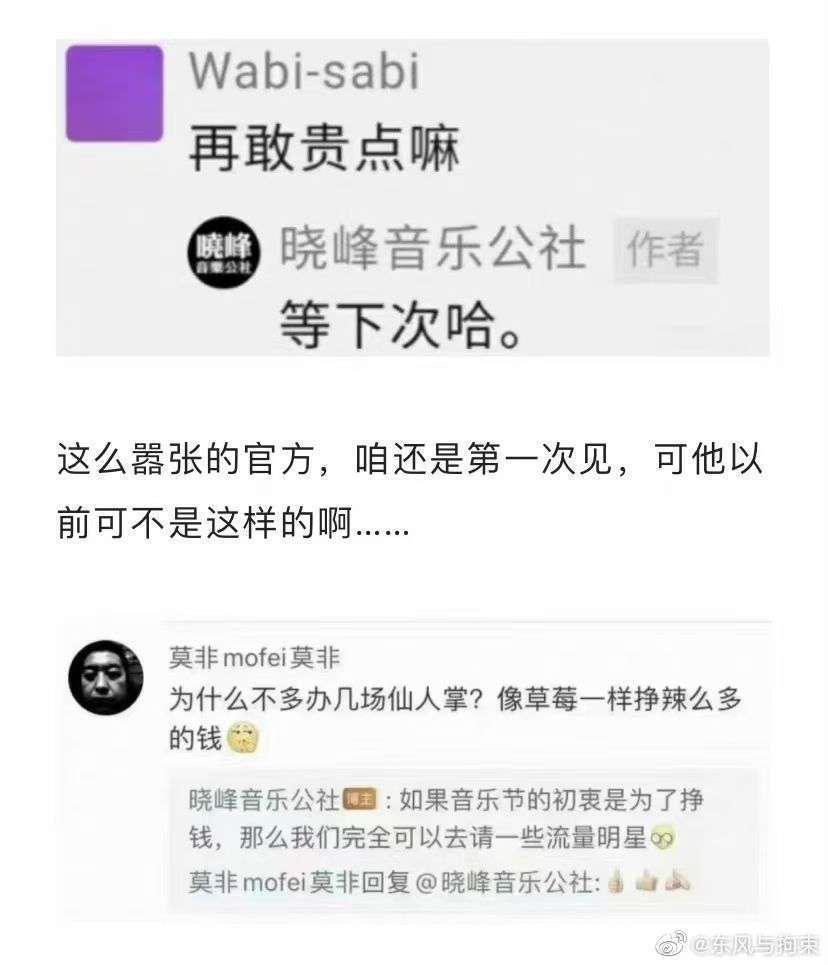 Wabi-sabi
再敢贵点嘛
曉峰
音樂公社
晓峰音乐公社 作者
等下次哈。
这么嚣张的官方，咱还是第一次见，可他以
前可不是这样的啊……
莫非mofei莫非
为什么不多办几场仙人掌？像草莓一样挣辣么多
的钱🤔
晓峰音乐公社 博主：如果音乐节的初衷是为了挣
钱，那么我们完全可以去请一些流量明星
莫非mofei莫非回复@晓峰音乐公社:
@东风与拘束